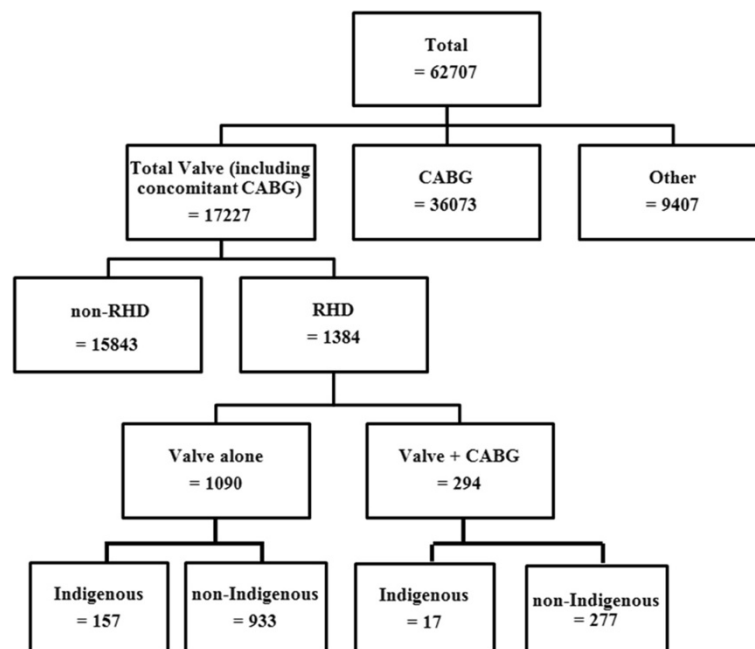 Total
= 62707
Total Valve (including
concomitant CABG)
= 17227
CABG
= 36073
Other
= 9407
non-RHD
= 15843
RHD
= 1384
Valve alone
= 1090
Valve + CABG
= 294
Indigenous
= 157
non-Indigenous
= 933
Indigenous
= 17
non-Indigenous
= 277